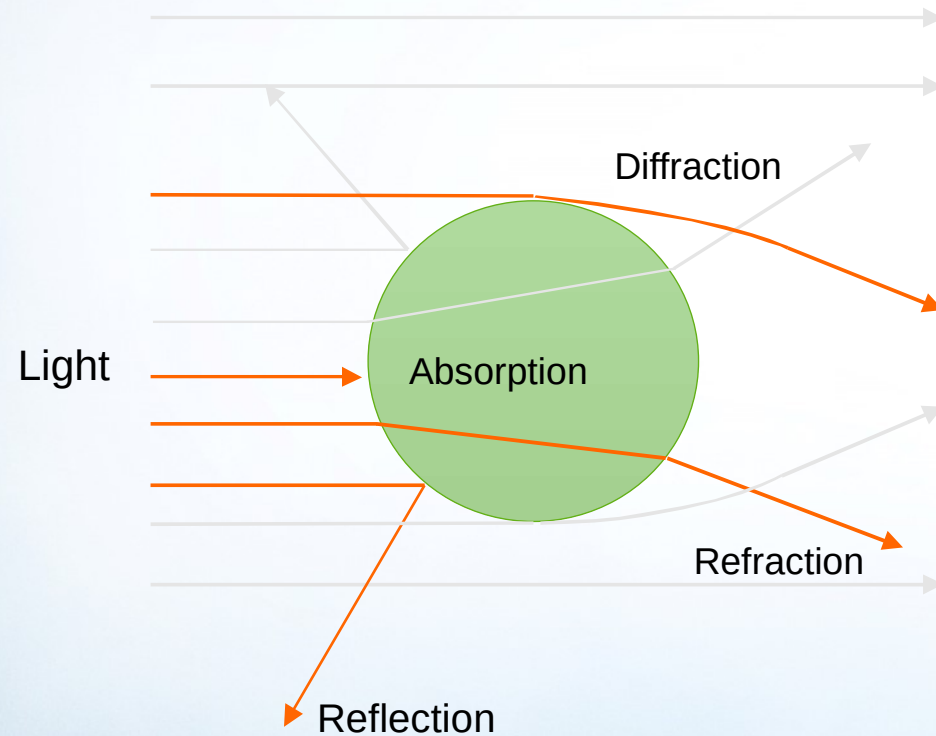 Diffraction
Light
Absorption
Refraction
Reflection